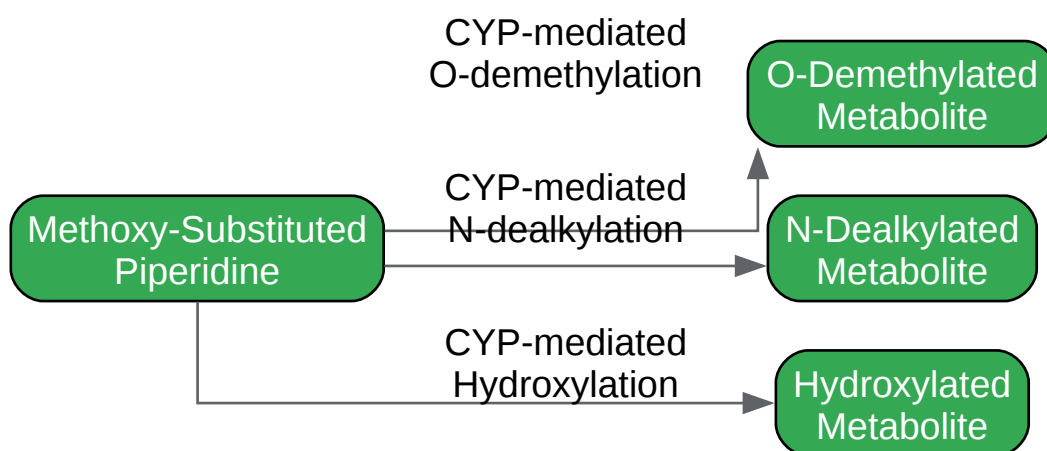 CYP-mediated
O-demethylation
O-Demethylated
Metabolite
CYP-mediated
N-dealkylation
Methoxy-Substituted
Piperidine
N-Dealkylated
Metabolite
CYP-mediated
Hydroxylation
Hydroxylated
Metabolite